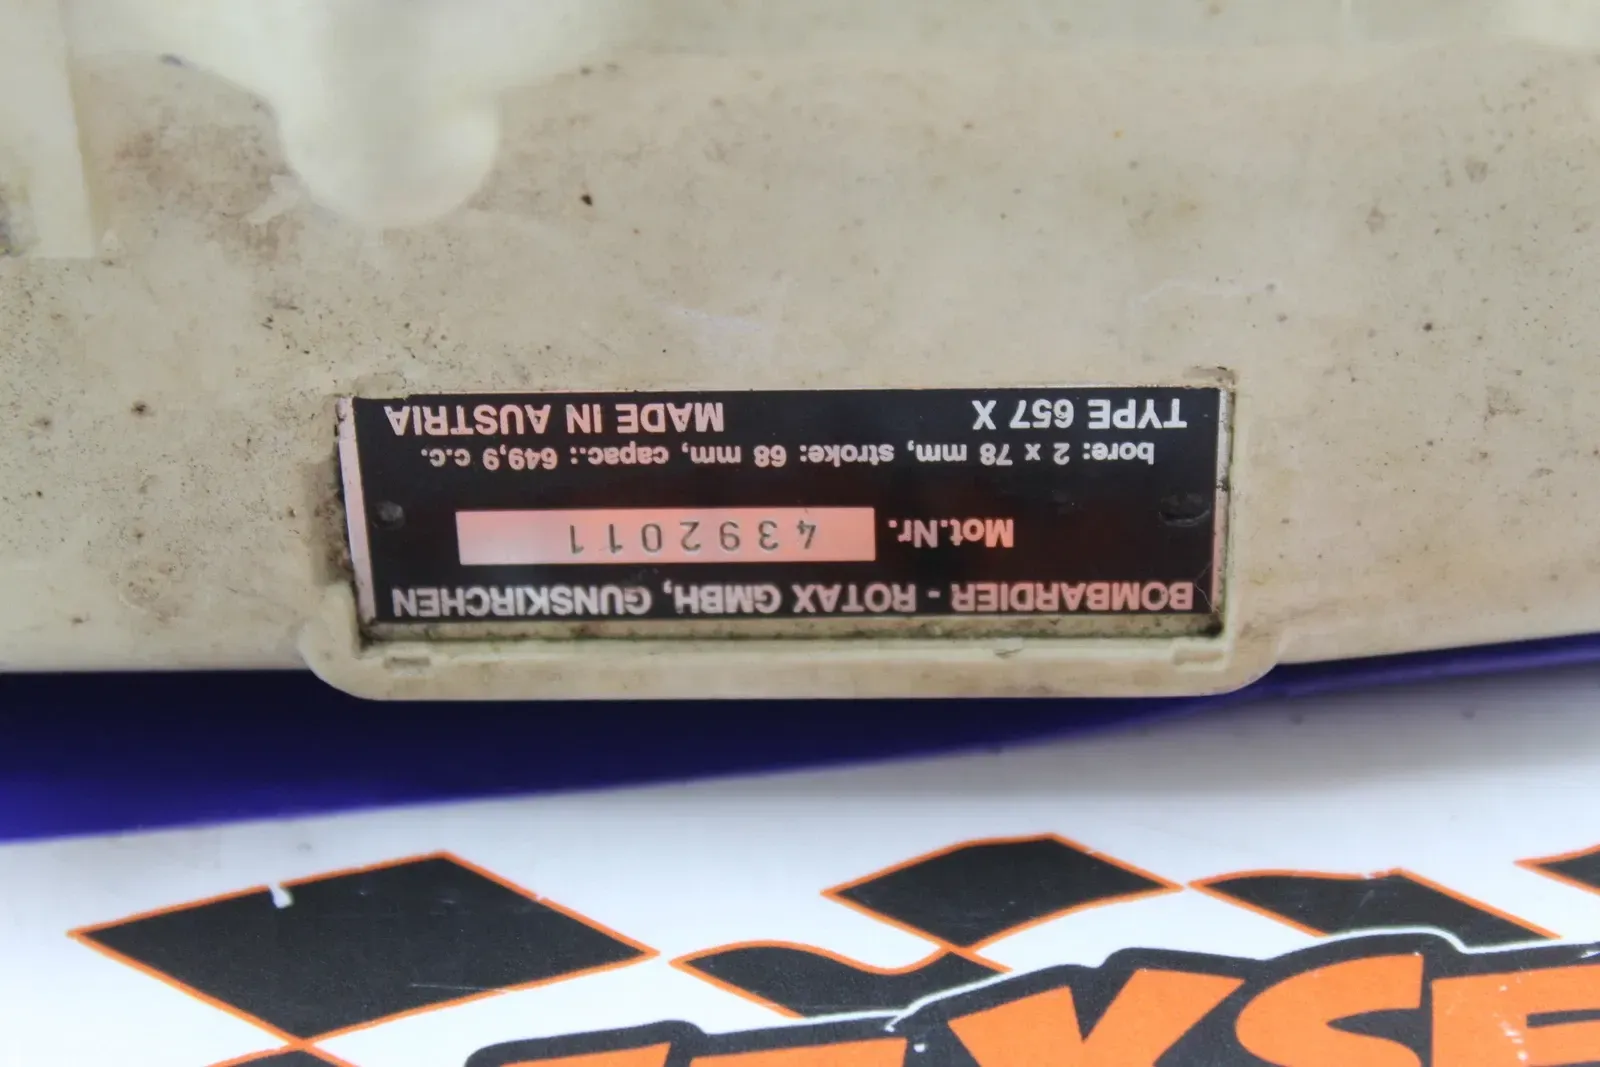 BOMBARDIER - ROTAX GMBH, GUNSKIRCHEN
Mot.Nr. 4392011
bore: 2 x 78 mm, stroke: 68 mm, capac.: 649,9 c.c.
TYPE 657 X MADE IN AUSTRIA